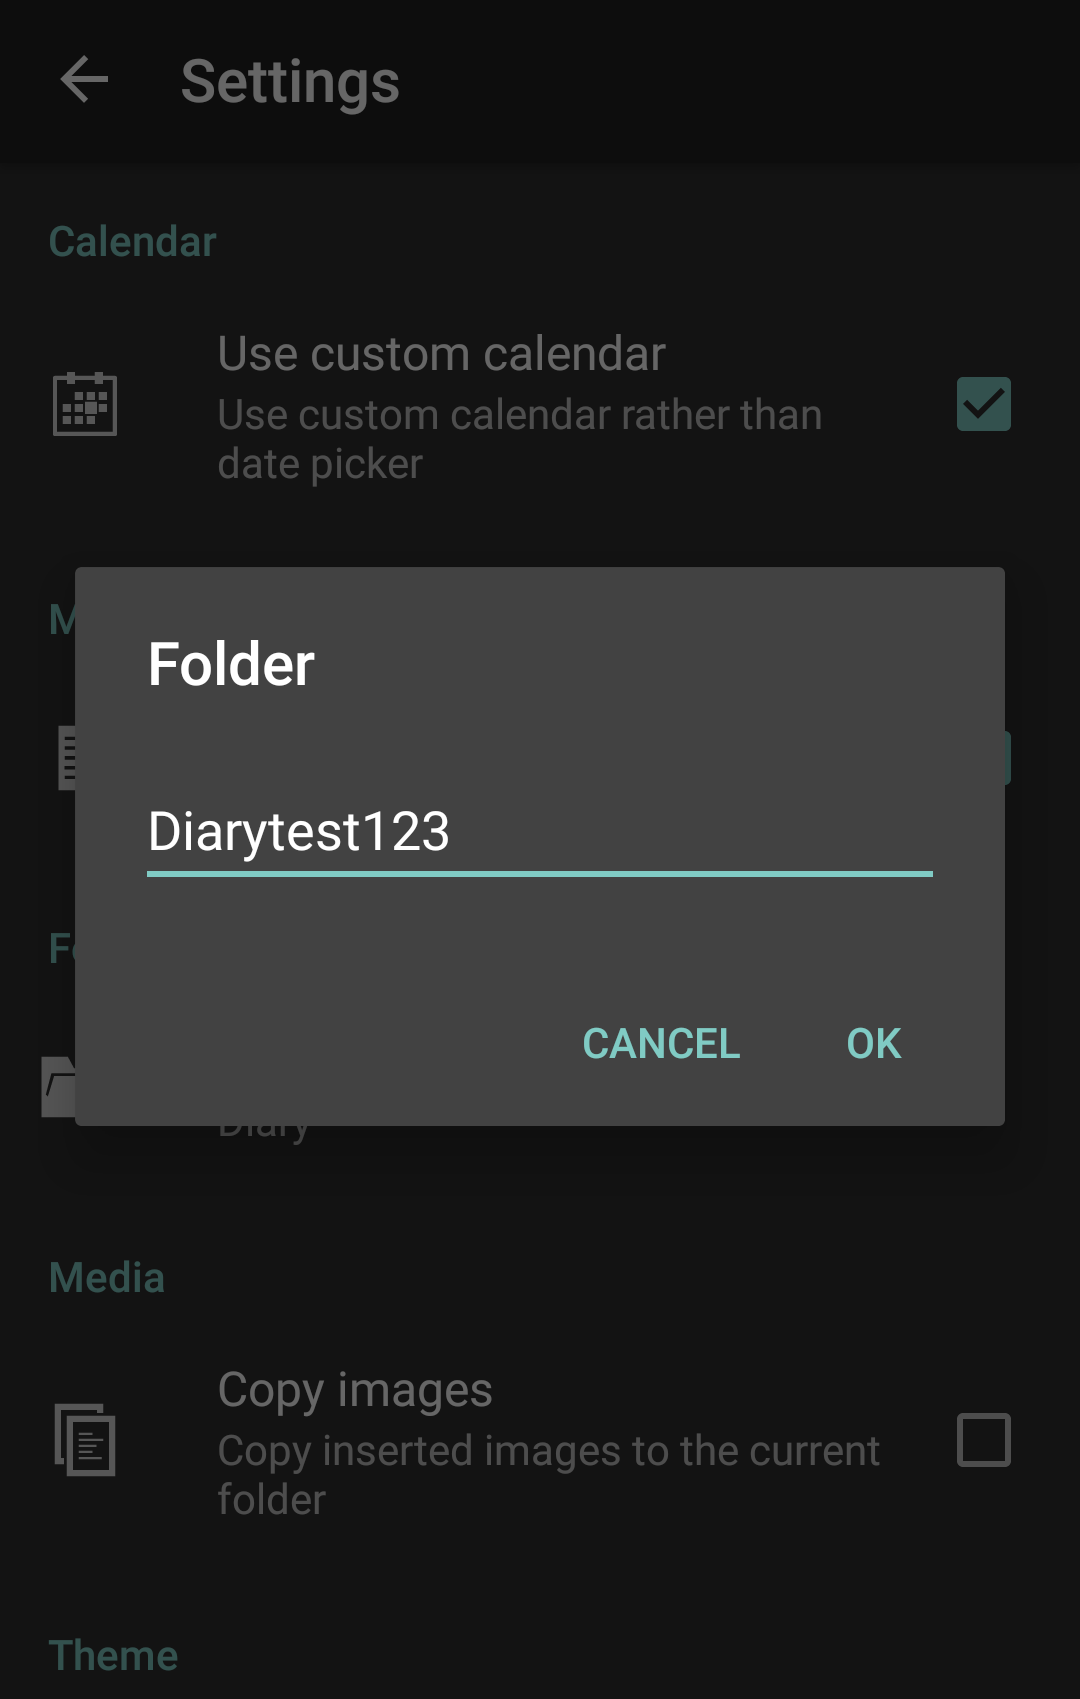 Settings
Calendar
Use custom calendar
Use custom calendar rather than
date picker
Folder
Diarytest123
CANCEL
OK
Diary
Media
Copy images
Copy inserted images to the current
folder
Theme